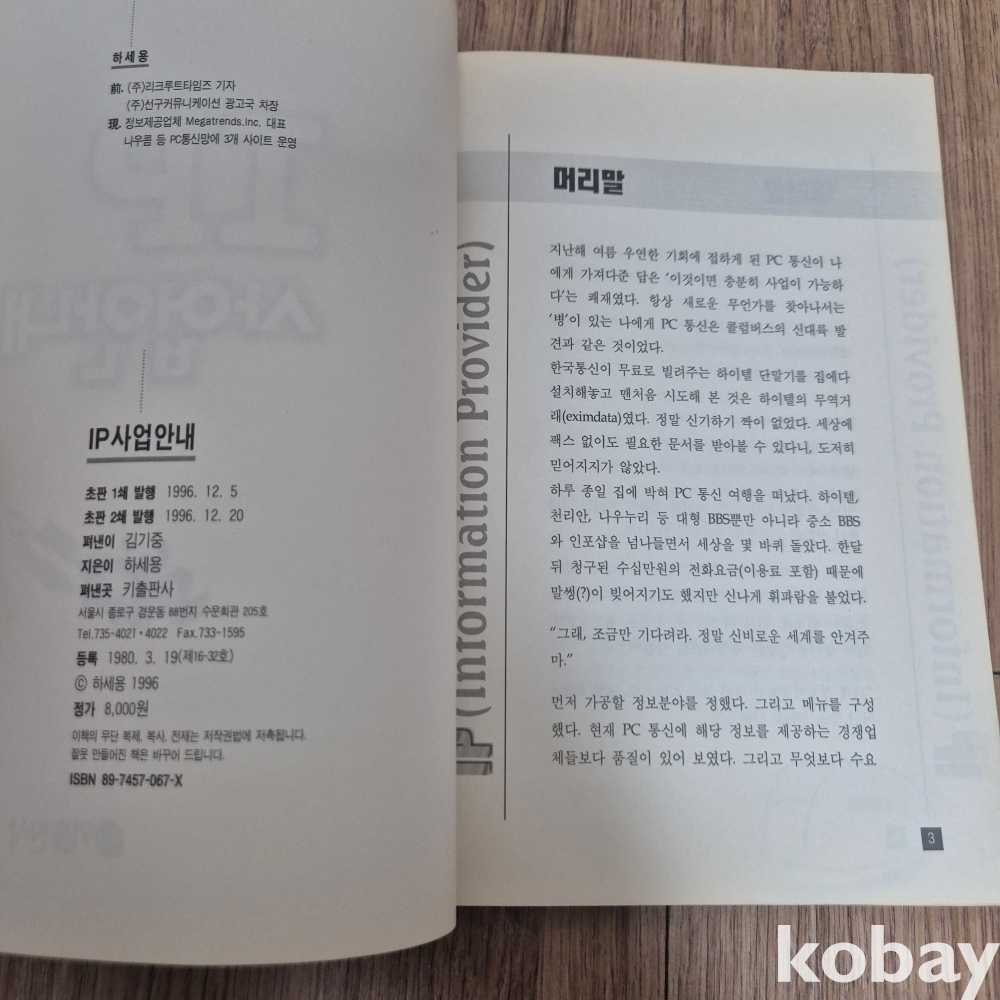 하세용
前. (주)리크루트타임즈 기자
(주)선구커뮤니케이션 광고국 차장
現. 정보제공업체 Megatrends.Inc. 대표
나우콤 등 PC통신망에 3개 사이트 운영
IP사업안내
초판 1쇄 발행 1996. 12. 5
초판 2쇄 발행 1996. 12. 20
펴낸이 김기중
지은이 하세용
펴낸곳 키출판사
서울시 종로구 경운동 88번지 수운회관 205호
Tel.735-4021・4022 Fax.733-1595
등록 1980. 3. 19(제16-32호)
ⓒ 하세용 1996
정가 8,000원
이책의 무단 복제, 복사, 전재는 저작권법에 저촉됩니다.
잘못 만들어진 책은 바꾸어 드립니다.
ISBN 89-7457-067-X
IP (Information Provider)
머리말
지난해 여름 우연한 기회에 접하게 된 PC 통신이 나
에게 가져다준 답은 '이것이면 충분히 사업이 가능하
다'는 쾌재였다. 항상 새로운 무언가를 찾아나서는
'병'이 있는 나에게 PC 통신은 콜럼버스의 신대륙 발
견과 같은 것이었다.
한국통신이 무료로 빌려주는 하이텔 단말기를 집에다
설치해놓고 맨처음 시도해 본 것은 하이텔의 무역거
래(eximdata)였다. 정말 신기하기 짝이 없었다. 세상에
팩스 없이도 필요한 문서를 받아볼 수 있다니, 도저히
믿어지지가 않았다.
하루 종일 집에 박혀 PC 통신 여행을 떠났다. 하이텔,
천리안, 나우누리 등 대형 BBS뿐만 아니라 중소 BBS
와 인포샵을 넘나들면서 세상을 몇 바퀴 돌았다. 한달
뒤 청구된 수십만원의 전화요금(이용료 포함) 때문에
말썽(?)이 빚어지기도 했지만 신나게 휘파람을 불었다.
"그래, 조금만 기다려라. 정말 신비로운 세계를 안겨주
마."
먼저 가공할 정보분야를 정했다. 그리고 메뉴를 구성
했다. 현재 PC 통신에 해당 정보를 제공하는 경쟁업
체들보다 품질이 있어 보였다. 그리고 무엇보다 수요
3
kobay